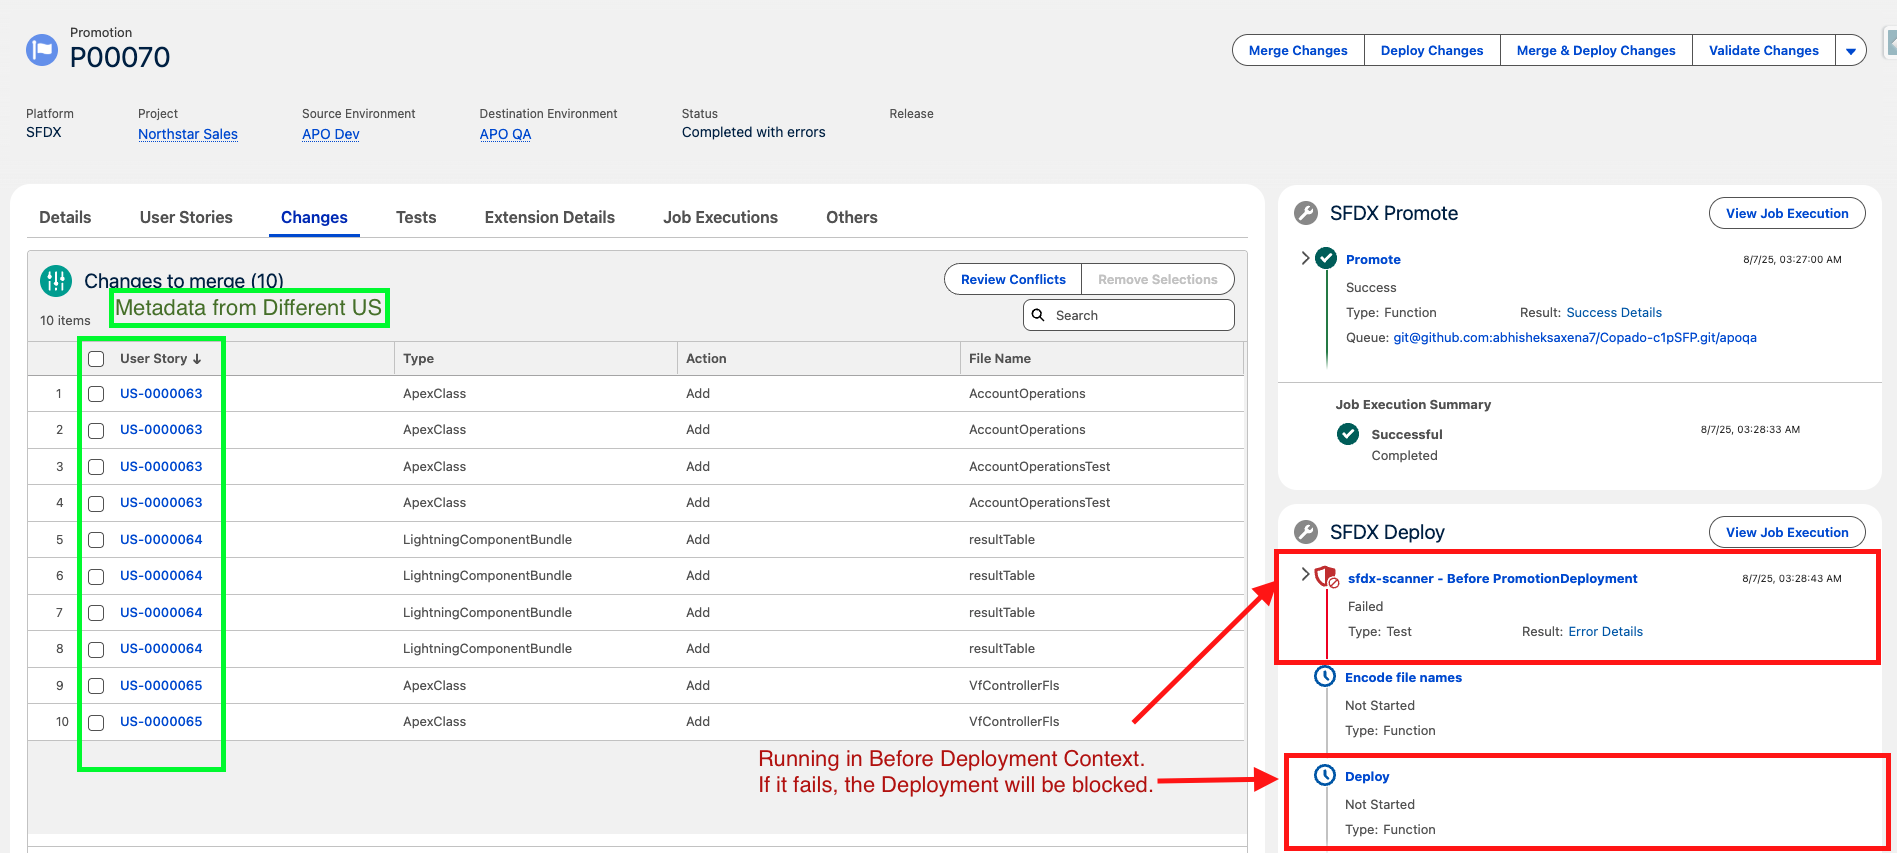 Promotion
P00070
Merge Changes
Deploy Changes
Merge & Deploy Changes
Validate Changes
Platform
SFDX
Project
Northstar Sales
Source Environment
APO Dev
Destination Environment
APO QA
Status
Completed with errors
Release
Details
User Stories
Changes
Tests
Extension Details
Job Executions
Others
Changes to merge (10)
Metadata from Different US
10 items
Review Conflicts
Remove Selections
Search
User Story ↓ Type Action File Name
1 US-0000063 ApexClass Add AccountOperations
2 US-0000063 ApexClass Add AccountOperations
3 US-0000063 ApexClass Add AccountOperationsTest
4 US-0000063 ApexClass Add AccountOperationsTest
5 US-0000064 LightningComponentBundle Add resultTable
6 US-0000064 LightningComponentBundle Add resultTable
7 US-0000064 LightningComponentBundle Add resultTable
8 US-0000064 LightningComponentBundle Add resultTable
9 US-0000065 ApexClass Add VfControllerFls
10 US-0000065 ApexClass Add VfControllerFls
Running in Before Deployment Context.
If it fails, the Deployment will be blocked.
SFDX Promote
View Job Execution
Promote 8/7/25, 03:27:00 AM
Success
Type: Function Result: Success Details
Queue: git@github.com:abhisheksaxena7/Copado-c1pSFP.git/apoqa
Job Execution Summary
Successful 8/7/25, 03:28:33 AM
Completed
SFDX Deploy
View Job Execution
sfdx-scanner - Before PromotionDeployment 8/7/25, 03:28:43 AM
Failed
Type: Test Result: Error Details
Encode file names
Not Started
Type: Function
Deploy
Not Started
Type: Function